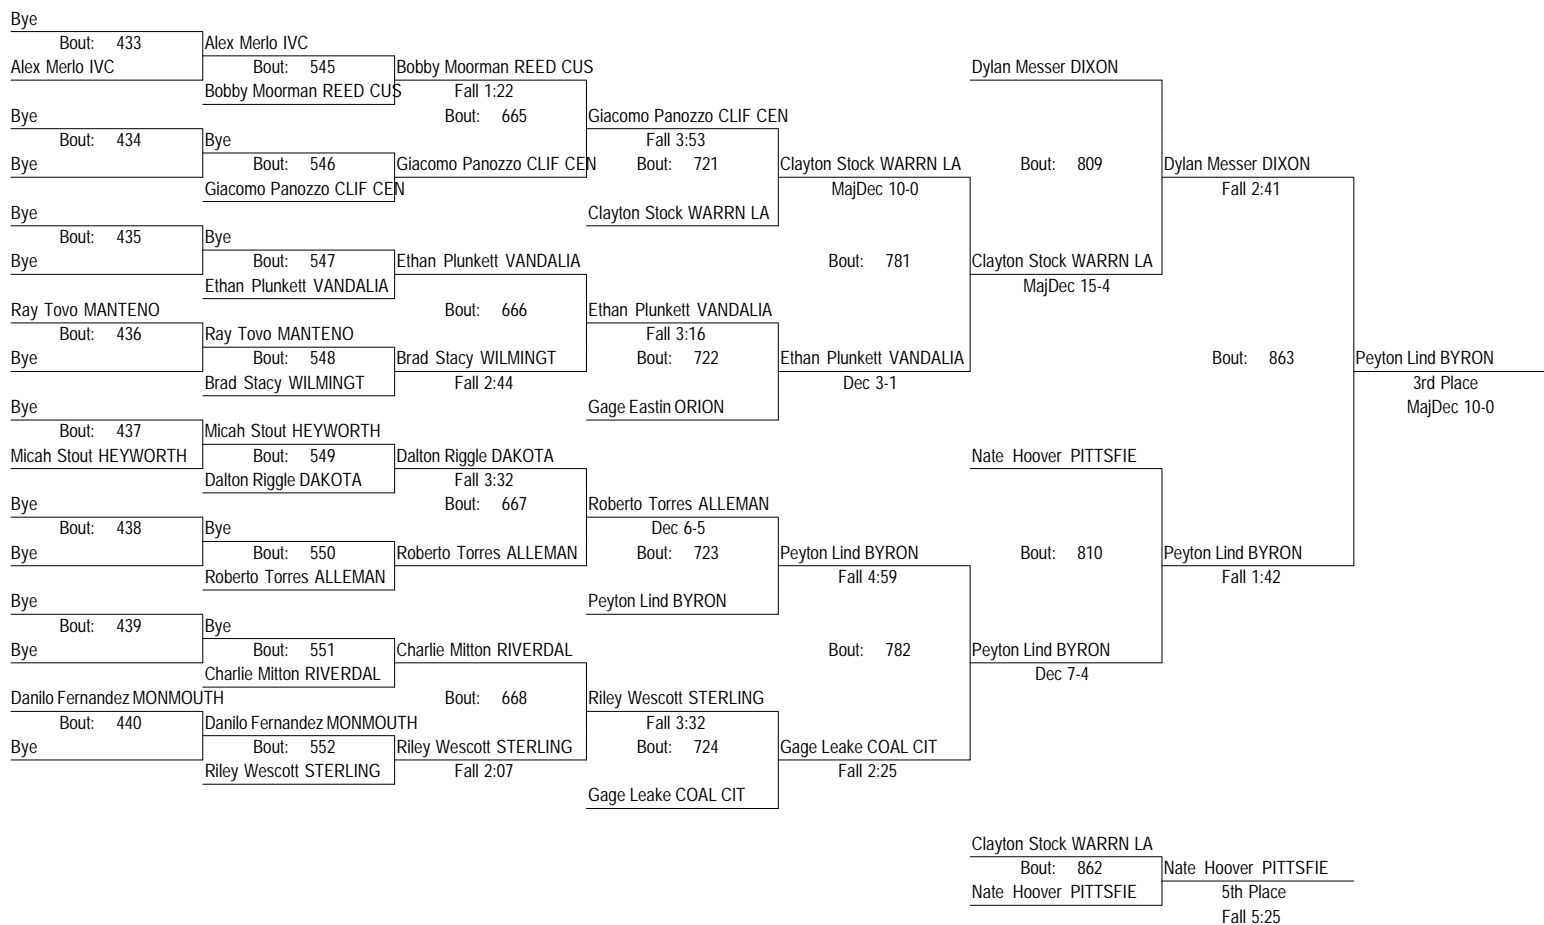 Bye
Bout: 433 Alex Merlo IVC
Alex Merlo IVC Bout: 545 Bobby Moorman REED CUS Dylan Messer DIXON
Bobby Moorman REED CUS Fall 1:22
Bye Bout: 665 Giacomo Panozzo CLIF CEN
Bout: 434 Bye Fall 3:53
Bye Bout: 546 Giacomo Panozzo CLIF CEN Bout: 721 Clayton Stock WARRN LA Bout: 809 Dylan Messer DIXON
Giacomo Panozzo CLIF CEN MajDec 10-0 Fall 2:41
Bye Clayton Stock WARRN LA
Bout: 435 Bye
Bye Bout: 547 Ethan Plunkett VANDALIA Bout: 781 Clayton Stock WARRN LA
Ethan Plunkett VANDALIA MajDec 15-4
Ray Tovo MANTENO Bout: 666 Ethan Plunkett VANDALIA
Bout: 436 Ray Tovo MANTENO Fall 3:16
Bye Bout: 548 Brad Stacy WILMINGT Bout: 722 Ethan Plunkett VANDALIA Bout: 863 Peyton Lind BYRON
Brad Stacy WILMINGT Fall 2:44 Dec 3-1 3rd Place
Bye Gage Eastin ORION MajDec 10-0
Bout: 437 Micah Stout HEYWORTH
Micah Stout HEYWORTH Bout: 549 Dalton Riggle DAKOTA Nate Hoover PITTSFIE
Dalton Riggle DAKOTA Fall 3:32
Bye Bout: 667 Roberto Torres ALLEMAN
Bout: 438 Bye Dec 6-5
Bye Bout: 550 Roberto Torres ALLEMAN Bout: 723 Peyton Lind BYRON Bout: 810 Peyton Lind BYRON
Roberto Torres ALLEMAN Fall 4:59 Fall 1:42
Bye Peyton Lind BYRON
Bout: 439 Bye
Bye Bout: 551 Charlie Mitton RIVERDAL Bout: 782 Peyton Lind BYRON
Charlie Mitton RIVERDAL Dec 7-4
Danilo Fernandez MONMOUTH Bout: 668 Riley Wescott STERLING
Bout: 440 Danilo Fernandez MONMOUTH Fall 3:32
Bye Bout: 552 Riley Wescott STERLING Bout: 724 Gage Leake COAL CIT
Riley Wescott STERLING Fall 2:07 Fall 2:25
Gage Leake COAL CIT
Clayton Stock WARRN LA
Bout: 862 Nate Hoover PITTSFIE
Nate Hoover PITTSFIE 5th Place
Fall 5:25